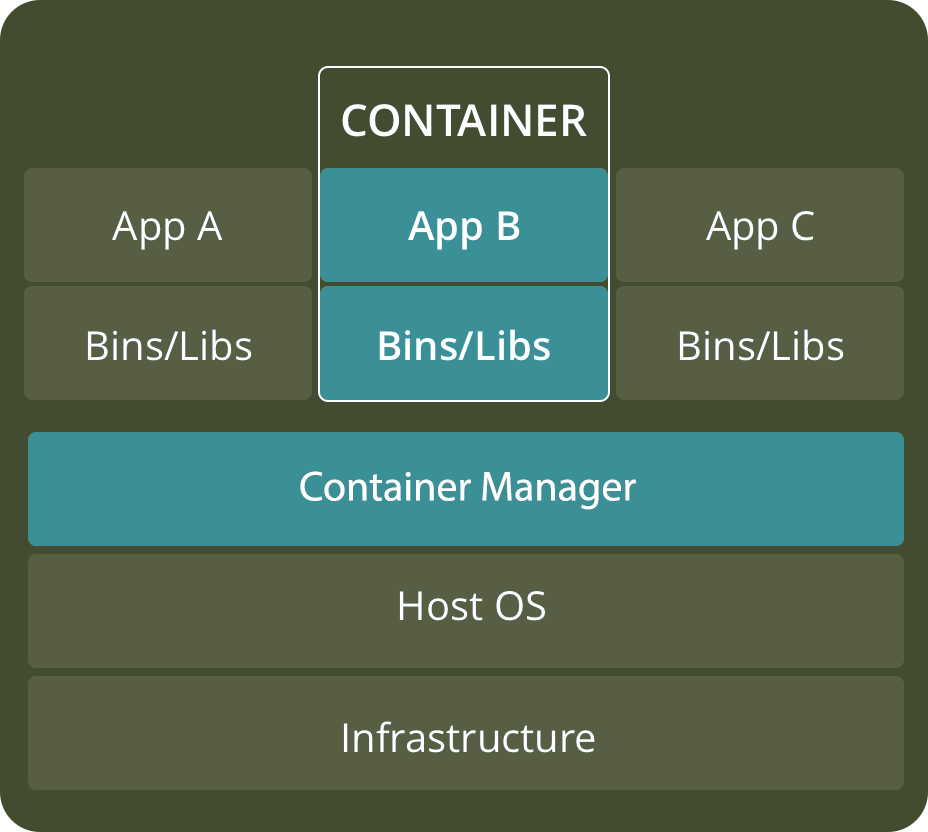 CONTAINER
App A
App B
App C
Bins/Libs
Bins/Libs
Bins/Libs
Container Manager
Host OS
Infrastructure